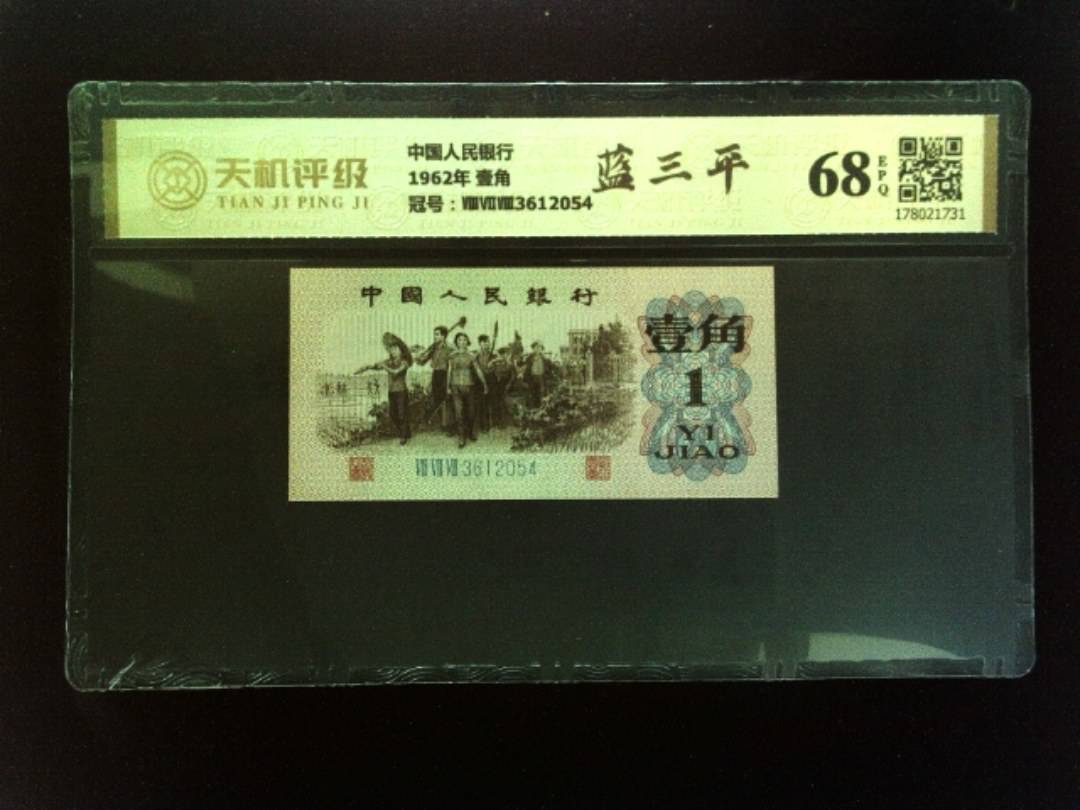 天机评级
TIAN JI PING JI
中国人民银行
1962年 壹角
冠号：ⅧⅦⅧ3612054
蓝三平
68
EPQ
178021731
中國人民銀行
壹角
1
YI
JIAO
ⅧⅦⅧ3612054